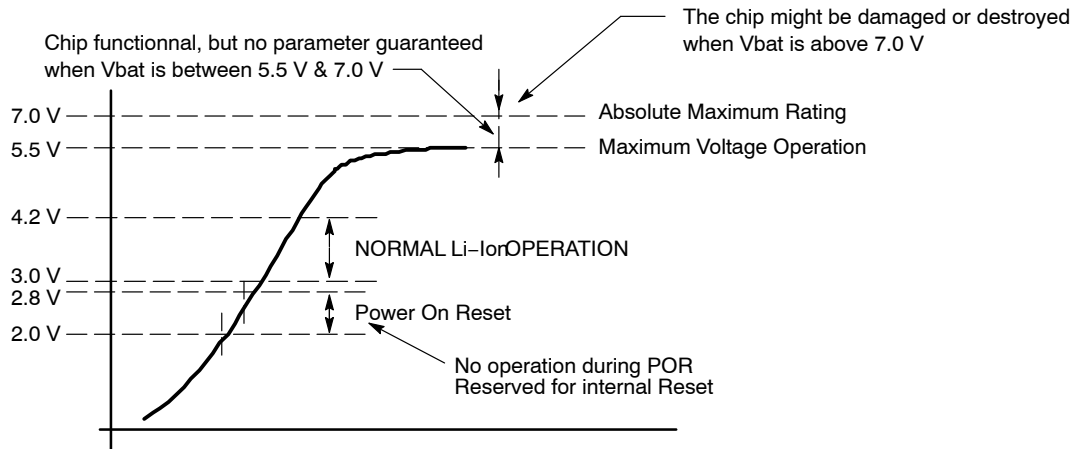 The chip might be damaged or destroyed
when Vbat is above 7.0 V
Chip functionnal, but no parameter guaranteed
when Vbat is between 5.5 V & 7.0 V
7.0 V
Absolute Maximum Rating
5.5 V
Maximum Voltage Operation
4.2 V
NORMAL Li−IonOPERATION
3.0 V
2.8 V
Power On Reset
2.0 V
No operation during POR
Reserved for internal Reset